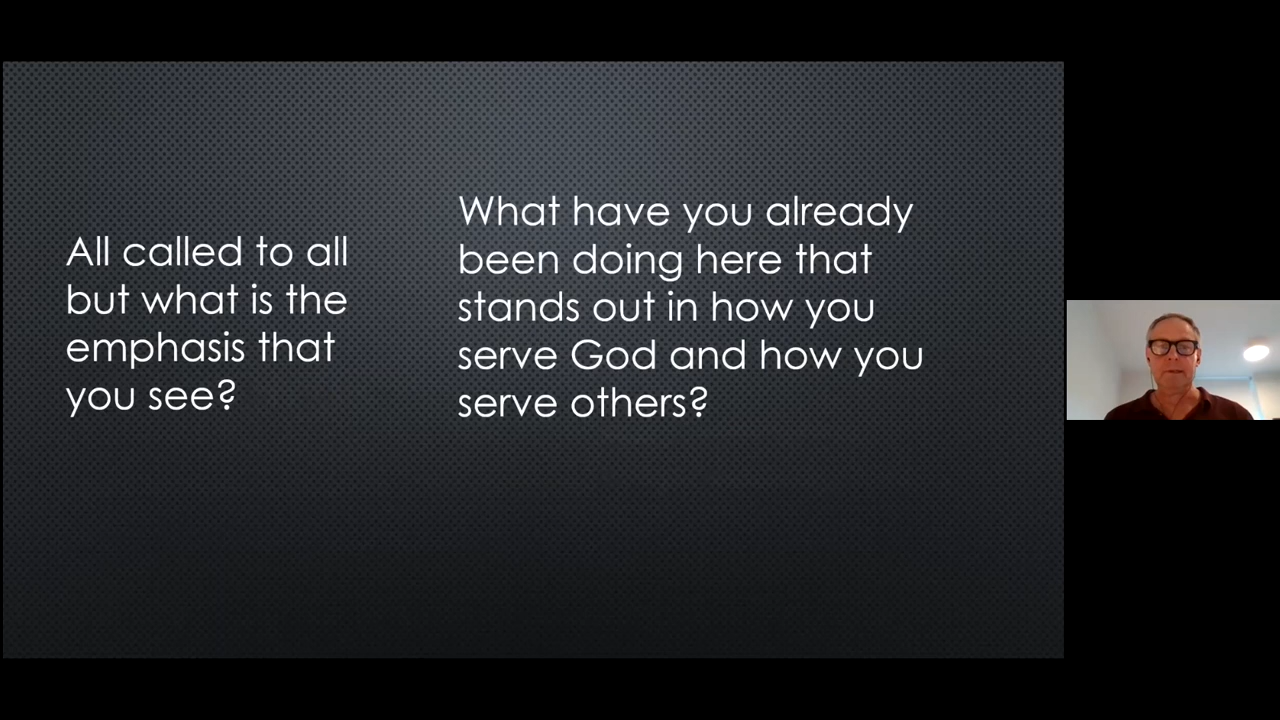 All called to all
but what is the
emphasis that
you see?
What have you already
been doing here that
stands out in how you
serve God and how you
serve others?